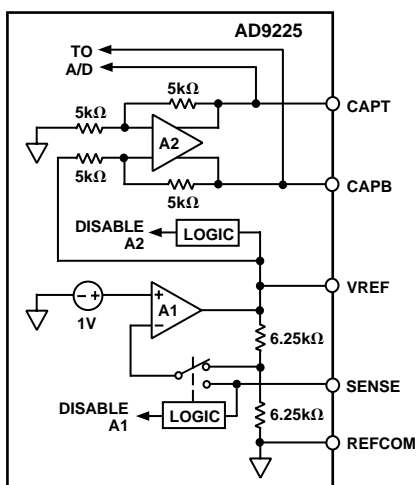 AD9225
TO
A/D
5kΩ
5kΩ
CAPT
A2
5kΩ
5kΩ
CAPB
DISABLE
A2
LOGIC
VREF
1V
A1
6.25kΩ
SENSE
DISABLE
A1
LOGIC
6.25kΩ
REFCOM